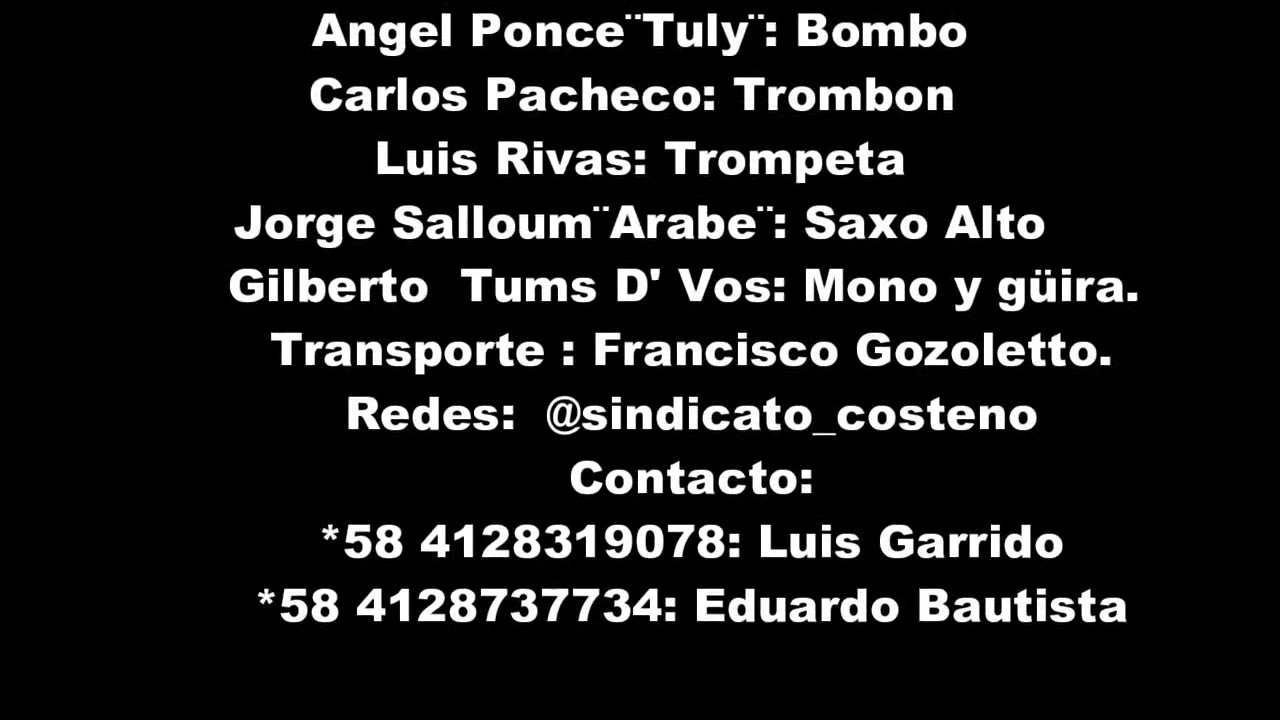 Angel Ponce¨Tuly¨: Bombo
Carlos Pacheco: Trombon
Luis Rivas: Trompeta
Jorge Salloum¨Arabe¨: Saxo Alto
Gilberto  Tums D' Vos: Mono y güira.
Transporte : Francisco Gozoletto.
Redes:  @sindicato_costeno
Contacto:
*58 4128319078: Luis Garrido
*58 4128737734: Eduardo Bautista